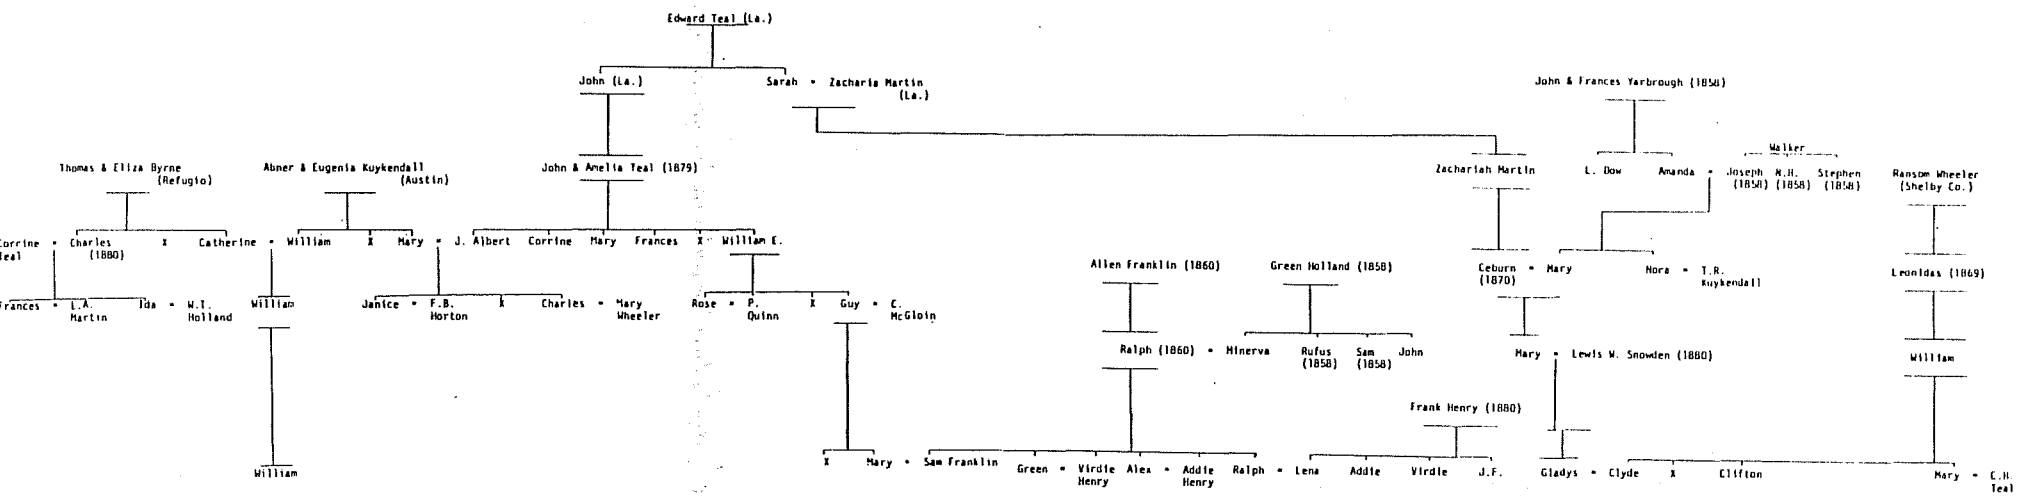 Edward Teal (La.)
John (La.) Sarah = Zacharia Martin
(La.)
John & Frances Yarbrough (1858)
Walker
Thomas & Eliza Byrne
(Refugio)
Abner & Eugenia Kuykendall
(Austin)
John & Amelia Teal (1879)
Zachariah Martin
L. Dow Amanda = Joseph N.H. Stephen
(1858) (1858) (1858)
Ransom Wheeler
(Shelby Co.)
Corrine = Charles X Catherine = William X Mary = J. Albert Corrine Mary Frances X William E.
Teal (1880)
Allen Franklin (1860) Green Holland (1858)
Ceburn = Mary Nora = T.R.
(1870) Kuykendall
Leonidas (1869)
Frances = L.A. Ida = W.T. William Janice = F.B. X Charles = Mary Rose = P. X Guy = C.
Martin Holland Horton Wheeler Quinn McGloin
Ralph (1860) = Minerva Rufus Sam John
(1858) (1858)
Mary = Lewis W. Snowden (1880)
William
Frank Henry (1880)
William
X Mary = Sam Franklin Green = Virdie Alex = Addie Ralph = Lena Addie Virdie J.F. Gladys = Clyde X Clifton Mary = C.H.
Henry Henry Teal